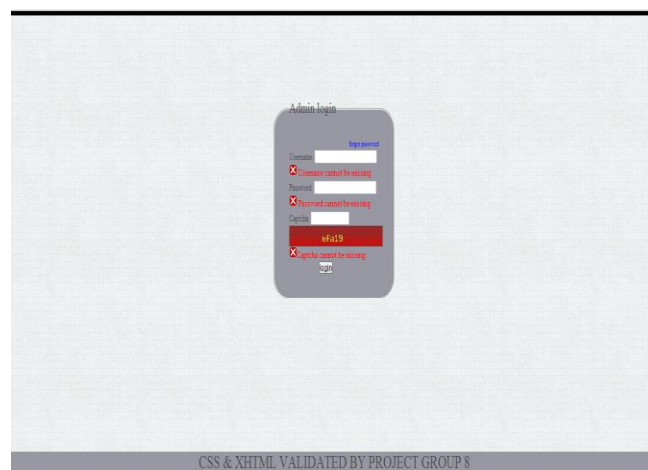 Admin login
forgot password
Username
Username cannot be missing
Password
Password cannot be missing
Captcha
efa19
Captcha cannot be missing
login
CSS & XHTML VALIDATED BY PROJECT GROUP 8